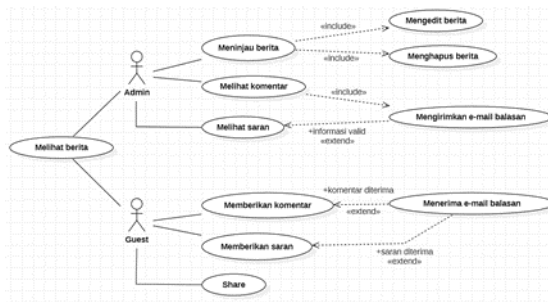 Mengedit berita
«include»
Meninjau berita
«include»
Menghapus berita
Admin
Melihat komentar
«include»
Mengirimkan e-mail balasan
Melihat saran
+informasi valid
«extend»
Melihat berita
+komentar diterima
Memberikan komentar
«extend»
Menerima e-mail balasan
Guest
Memberikan saran
+saran diterima
«extend»
Share